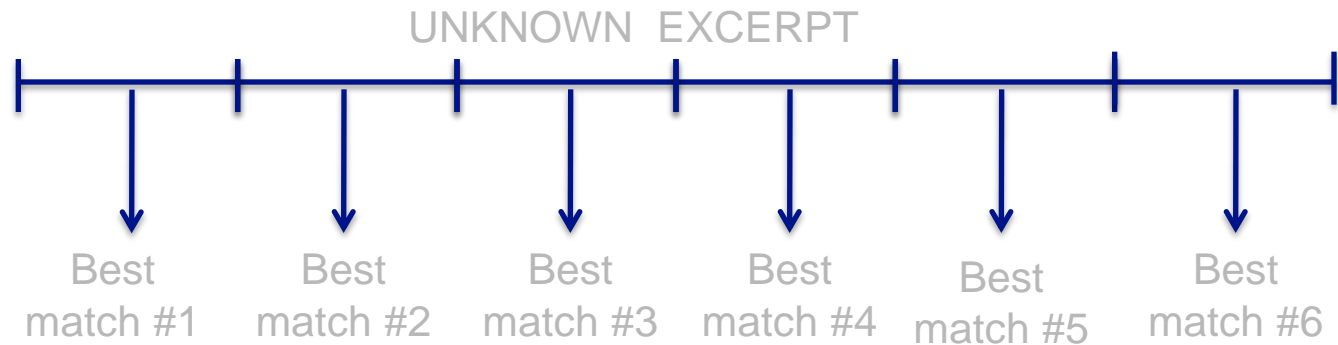 UNKNOWN EXCERPT
Best
match #1
Best
match #2
Best
match #3
Best
match #4
Best
match #5
Best
match #6